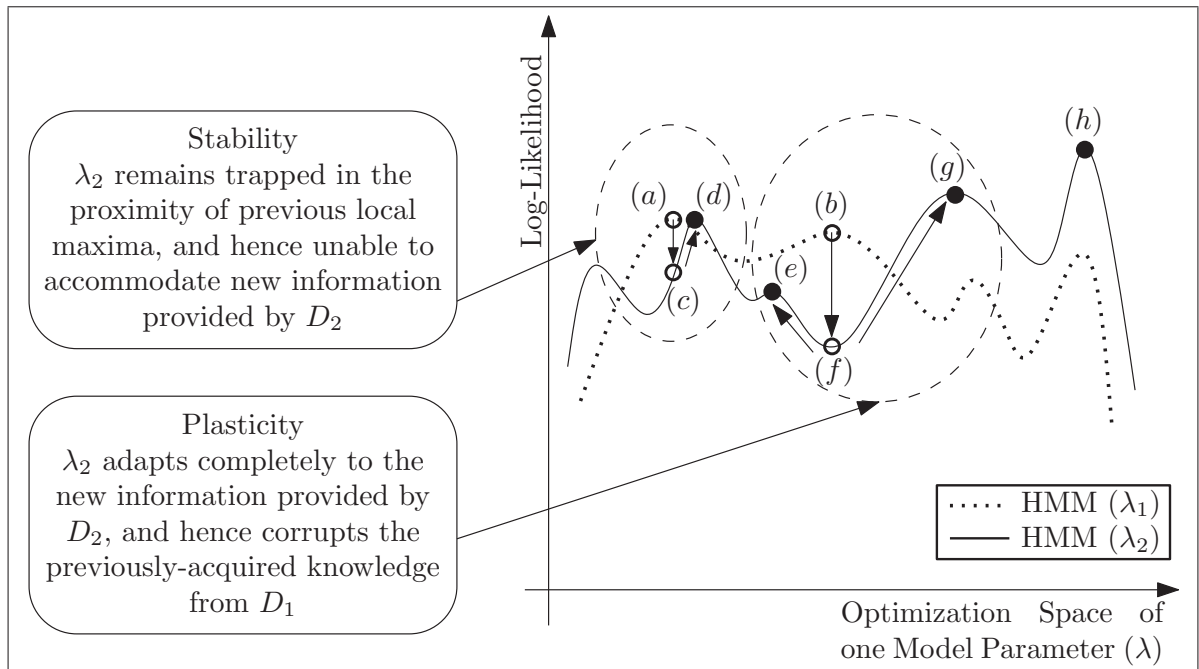 Stability
λ₂ remains trapped in the
proximity of previous local
maxima, and hence unable to
accommodate new information
provided by D₂
Plasticity
λ₂ adapts completely to the
new information provided by
D₂, and hence corrupts the
previously-acquired knowledge
from D₁
Log-Likelihood
(a)
(d)
(c)
(b)
(e)
(f)
(g)
(h)
HMM (λ₁)
HMM (λ₂)
Optimization Space of
one Model Parameter (λ)